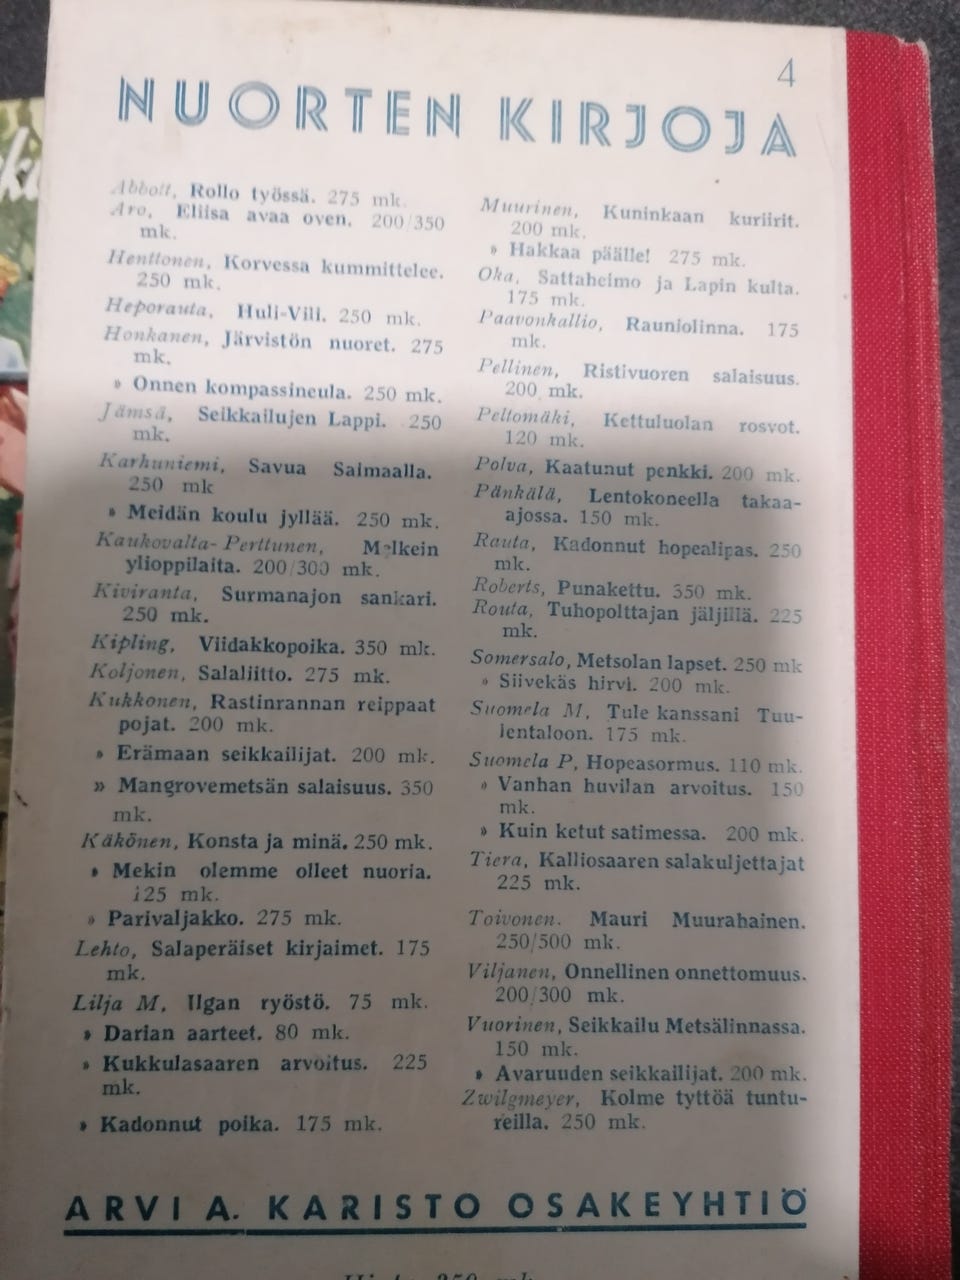 4
NUORTEN KIRJOJA
Abbott, Rollo työssä. 275 mk.
Aro, Eliisa avaa oven. 200/350
mk.
Henttonen, Korvessa kummittelee.
250 mk.
Heporauta, Huli-Vili. 250 mk.
Honkanen, Järvistön nuoret. 275
mk.
» Onnen kompassineula. 250 mk.
Jämsä, Seikkailujen Lappi. 250
mk.
Karhuniemi, Savua Saimaalla.
250 mk
» Meidän koulu jyllää. 250 mk.
Kaukovalta-Perttunen, Melkein
ylioppilaita. 200/300 mk.
Kiviranta, Surmanajon sankari.
250 mk.
Kipling, Viidakkopoika. 350 mk.
Koljonen, Salaliitto. 275 mk.
Kukkonen, Rastinrannan reippaat
pojat. 200 mk.
» Erämaan seikkailijat. 200 mk.
» Mangrovemetsän salaisuus. 350
mk.
Käkönen, Konsta ja minä. 250 mk.
» Mekin olemme olleet nuoria.
125 mk.
» Parivaljakko. 275 mk.
Lehto, Salaperäiset kirjaimet. 175
mk.
Lilja M, Ilgan ryöstö. 75 mk.
» Darian aarteet. 80 mk.
» Kukkulasaaren arvoitus. 225
mk.
» Kadonnut poika. 175 mk.
Muurinen, Kuninkaan kuriirit.
200 mk.
» Hakkaa päälle! 275 mk.
Oka, Sattaheimo ja Lapin kulta.
175 mk.
Paavonkallio, Rauniolinna. 175
mk.
Pellinen, Ristivuoren salaisuus.
200 mk.
Peltomäki, Kettuluolan rosvot.
120 mk.
Polva, Kaatunut penkki. 200 mk.
Pänkälä, Lentokoneella takaa-
ajossa. 150 mk.
Rauta, Kadonnut hopealipas. 250
mk.
Roberts, Punakettu. 350 mk.
Routa, Tuhopolttajan jäljillä. 225
mk.
Somersalo, Metsolan lapset. 250 mk
» Siivekäs hirvi. 200 mk.
Suomela M, Tule kanssani Tuu-
lentaloon. 175 mk.
Suomela P, Hopeasormus. 110 mk.
» Vanhan huvilan arvoitus. 150
mk.
» Kuin ketut satimessa. 200 mk.
Tiera, Kalliosaaren salakuljettajat
225 mk.
Toivonen. Mauri Muurahainen.
250/500 mk.
Viljanen, Onnellinen onnettomuus.
200/300 mk.
Vuorinen, Seikkailu Metsälinnassa.
150 mk.
» Avaruuden seikkailijat. 200 mk.
Zwilgmeyer, Kolme tyttöä tuntu-
reilla. 250 mk.
ARVI A. KARISTO OSAKEYHTIÖ